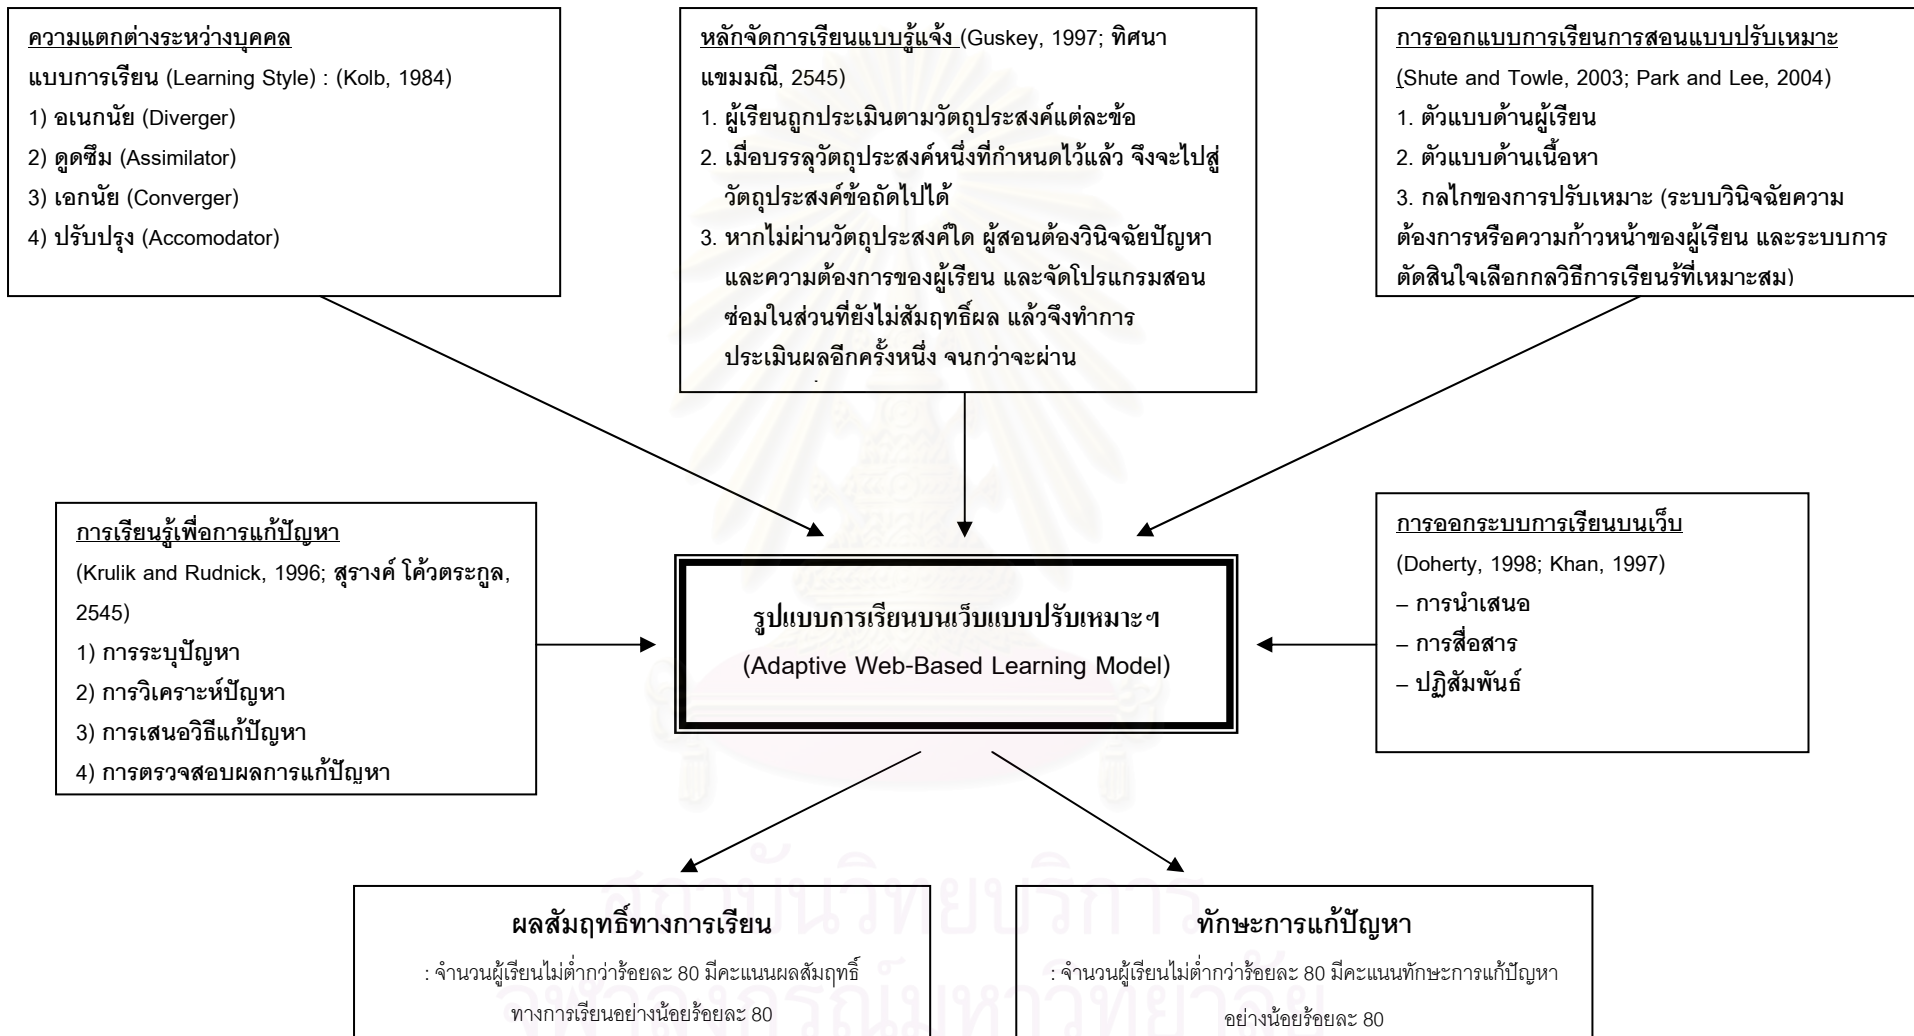 ความแตกต่างระหว่างบุคคล
แบบการเรียน (Learning Style) : (Kolb, 1984)
1) อเนกนัย (Diverger)
2) ดูดซึม (Assimilator)
3) เอกนัย (Converger)
4) ปรับปรุง (Accomodator)
หลักจัดการเรียนแบบรู้แจ้ง (Guskey, 1997; ทิศนา
แขมมณี, 2545)
1. ผู้เรียนถูกประเมินตามวัตถุประสงค์แต่ละข้อ
2. เมื่อบรรลุวัตถุประสงค์หนึ่งที่กำหนดไว้แล้ว จึงจะไปสู่
วัตถุประสงค์ข้อถัดไปได้
3. หากไม่ผ่านวัตถุประสงค์ใด ผู้สอนต้องวินิจฉัยปัญหา
และความต้องการของผู้เรียน และจัดโปรแกรมสอน
ซ่อมในส่วนที่ยังไม่สัมฤทธิ์ผล แล้วจึงทำการ
ประเมินผลอีกครั้งหนึ่ง จนกว่าจะผ่าน
การออกแบบการเรียนการสอนแบบปรับเหมาะ
(Shute and Towle, 2003; Park and Lee, 2004)
1. ตัวแบบด้านผู้เรียน
2. ตัวแบบด้านเนื้อหา
3. กลไกของการปรับเหมาะ (ระบบวินิจฉัยความ
ต้องการหรือความก้าวหน้าของผู้เรียน และระบบการ
ตัดสินใจเลือกกลวิธีการเรียนรู้ที่เหมาะสม)
การเรียนรู้เพื่อการแก้ปัญหา
(Krulik and Rudnick, 1996; สุรางค์ โค้วตระกูล,
2545)
1) การระบุปัญหา
2) การวิเคราะห์ปัญหา
3) การเสนอวิธีแก้ปัญหา
4) การตรวจสอบผลการแก้ปัญหา
รูปแบบการเรียนบนเว็บแบบปรับเหมาะฯ
(Adaptive Web-Based Learning Model)
การออกระบบการเรียนบนเว็บ
(Doherty, 1998; Khan, 1997)
– การนำเสนอ
– การสื่อสาร
– ปฏิสัมพันธ์
ผลสัมฤทธิ์ทางการเรียน
: จำนวนผู้เรียนไม่ต่ำกว่าร้อยละ 80 มีคะแนนผลสัมฤทธิ์
ทางการเรียนอย่างน้อยร้อยละ 80
ทักษะการแก้ปัญหา
: จำนวนผู้เรียนไม่ต่ำกว่าร้อยละ 80 มีคะแนนทักษะการแก้ปัญหา
อย่างน้อยร้อยละ 80
สถาบันวิทยบริการ
จุฬาลงกรณ์มหาวิทยาลัย